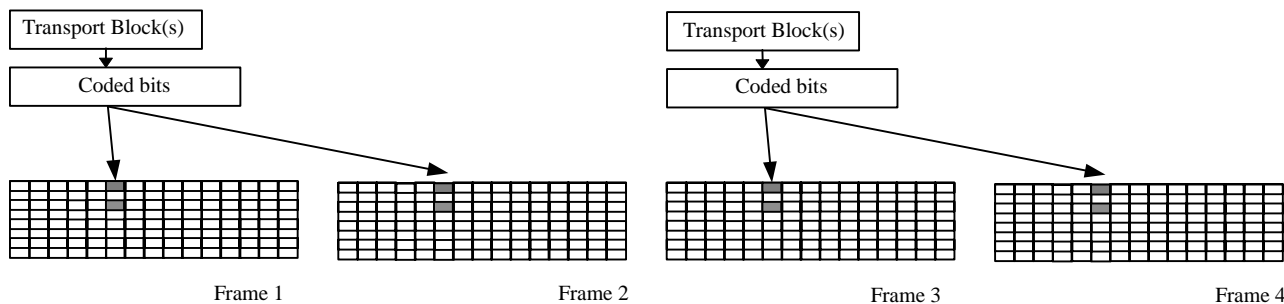 Transport Block(s)
Coded bits
Transport Block(s)
Coded bits
Frame 1
Frame 2
Frame 3
Frame 4